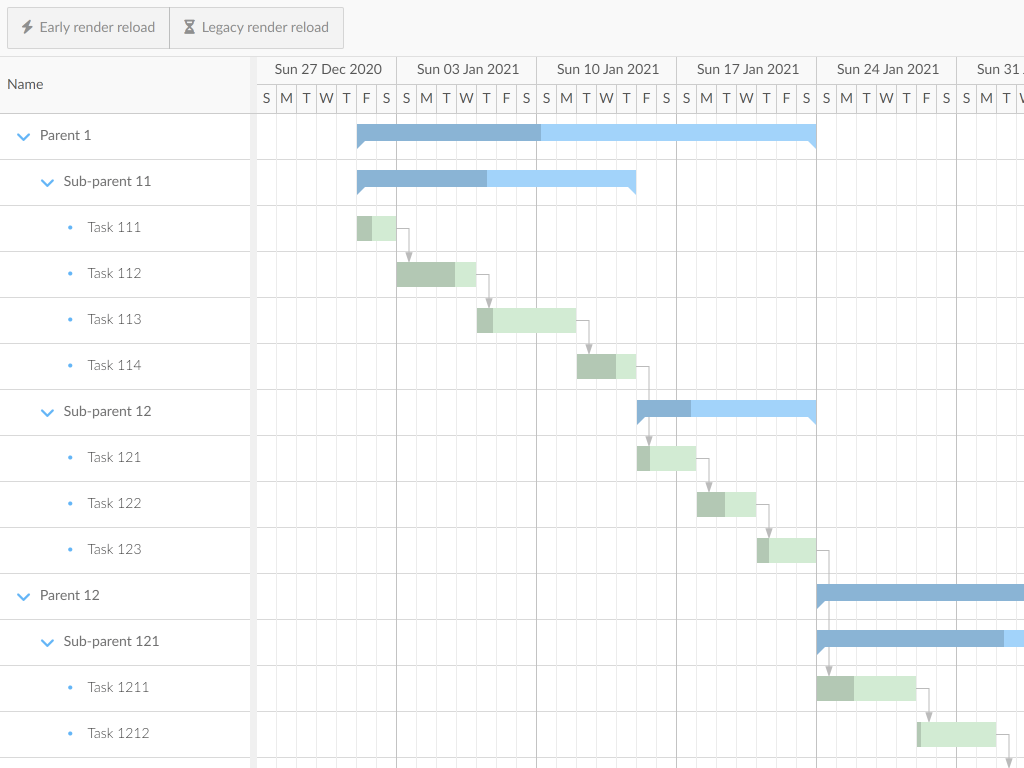 Early render reload Legacy render reload
Name
Sun 27 Dec 2020 Sun 03 Jan 2021 Sun 10 Jan 2021 Sun 17 Jan 2021 Sun 24 Jan 2021 Sun 31
S M T W T F S S M T W T F S S M T W T F S S M T W T F S S M T W T F S S M T
Parent 1
Sub-parent 11
Task 111
Task 112
Task 113
Task 114
Sub-parent 12
Task 121
Task 122
Task 123
Parent 12
Sub-parent 121
Task 1211
Task 1212